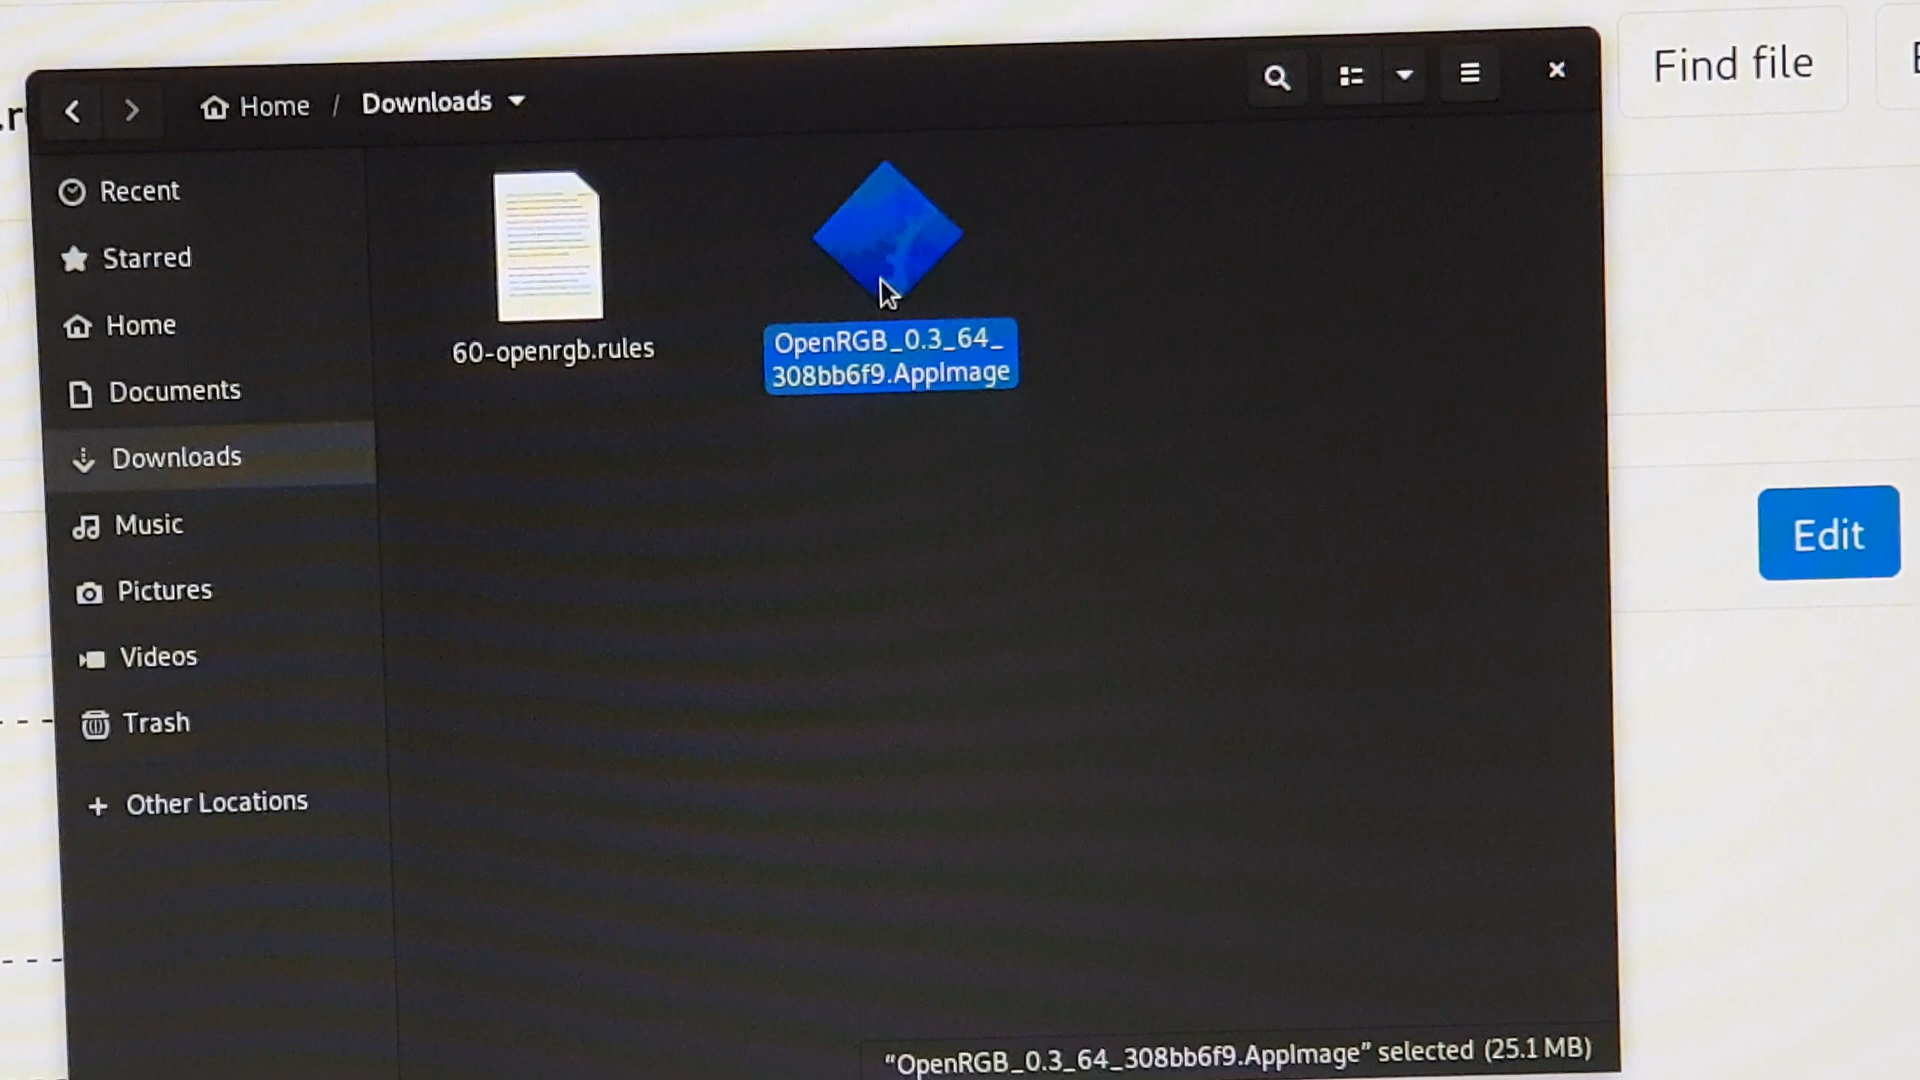 Find file
Home / Downloads
Recent
Starred
Home
Documents
Downloads
Music
Pictures
Videos
Trash
+ Other Locations
60-openrgb.rules
OpenRGB_0.3_64_
308bb6f9.AppImage
Edit
“OpenRGB_0.3_64_308bb6f9.AppImage” selected (25.1 MB)